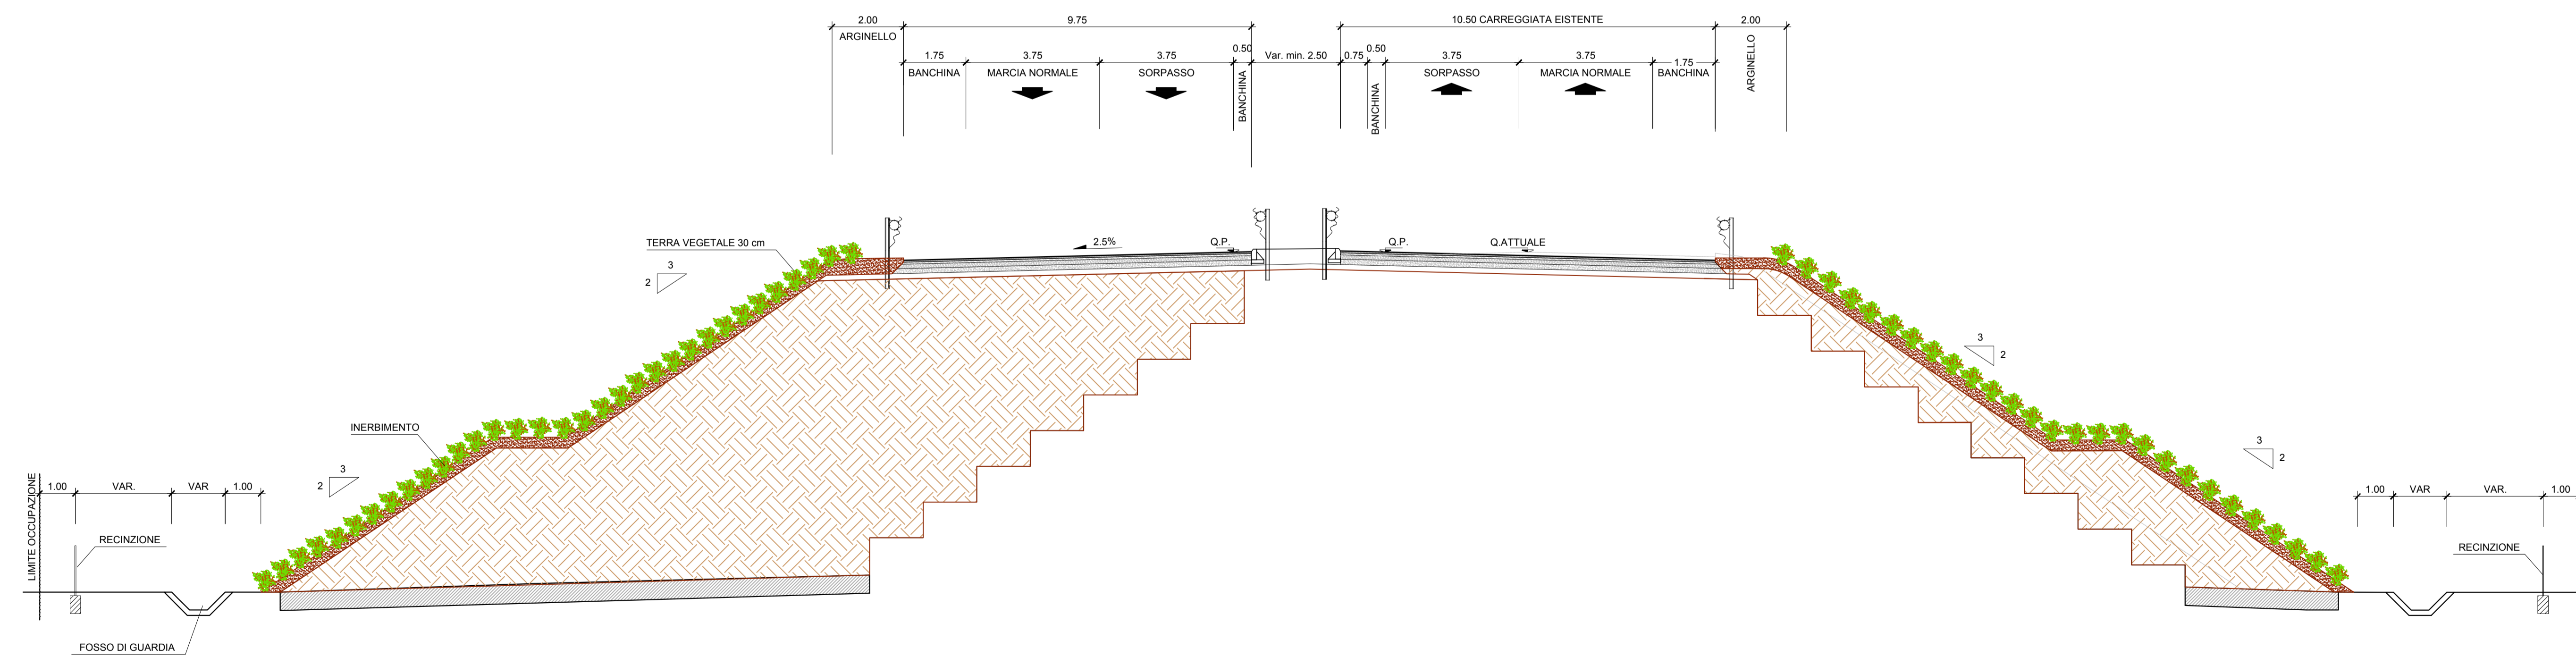 2.00 9.75 10.50 CARREGGIATA EISTENTE 2.00
ARGINELLO
ARGINELLO
1.75 3.75 3.75 0.50 Var. min. 2.50 0.75 0.50 3.75 3.75 1.75
BANCHINA MARCIA NORMALE SORPASSO BANCHINA BANCHINA SORPASSO MARCIA NORMALE BANCHINA
TERRA VEGETALE 30 cm
2.5% Q.P. Q.P. Q.ATTUALE
3
2
3
2
INERBIMENTO
3
2
3
2
LIMITE OCCUPAZIONE
1.00 VAR. VAR 1.00
1.00 VAR VAR. 1.00
RECINZIONE
RECINZIONE
FOSSO DI GUARDIA